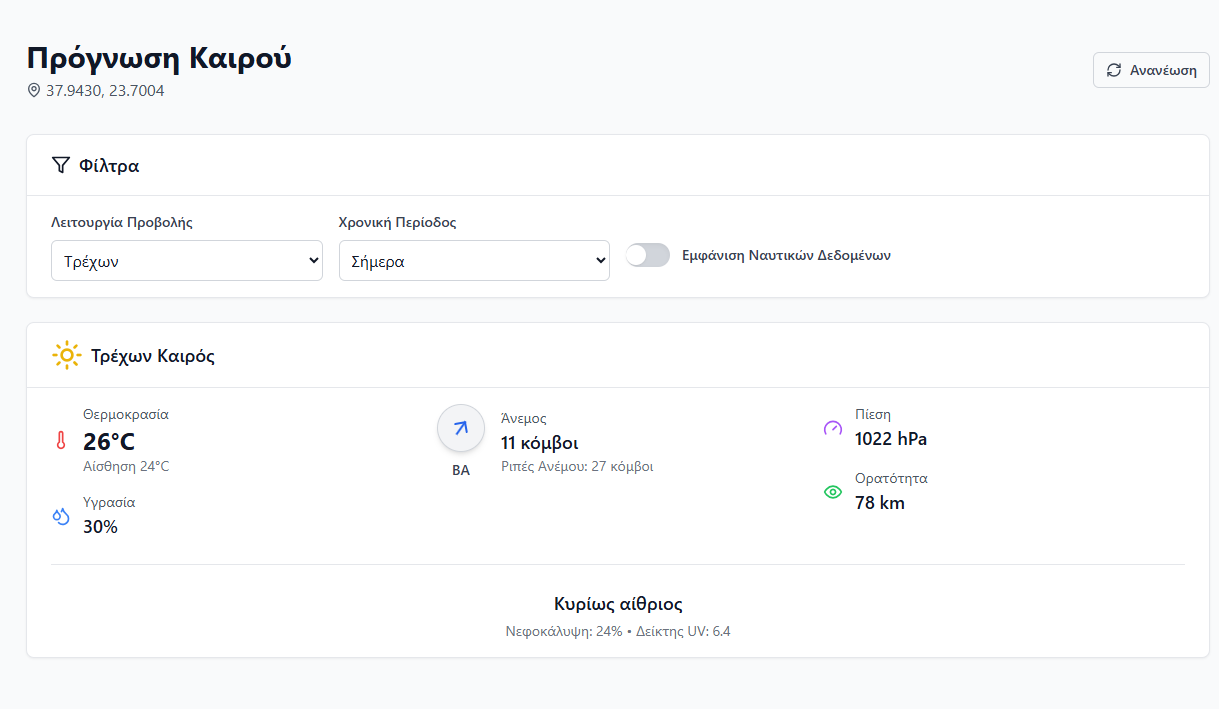 Πρόγνωση Καιρού
37.9430, 23.7004
Ανανέωση
Φίλτρα
Λειτουργία Προβολής
Τρέχων
Χρονική Περίοδος
Σήμερα
Εμφάνιση Ναυτικών Δεδομένων
Τρέχων Καιρός
Θερμοκρασία
26°C
Αίσθηση 24°C
Υγρασία
30%
ΒΑ
Άνεμος
11 κόμβοι
Ριπές Ανέμου: 27 κόμβοι
Πίεση
1022 hPa
Ορατότητα
78 km
Κυρίως αίθριος
Νεφοκάλυψη: 24% • Δείκτης UV: 6.4